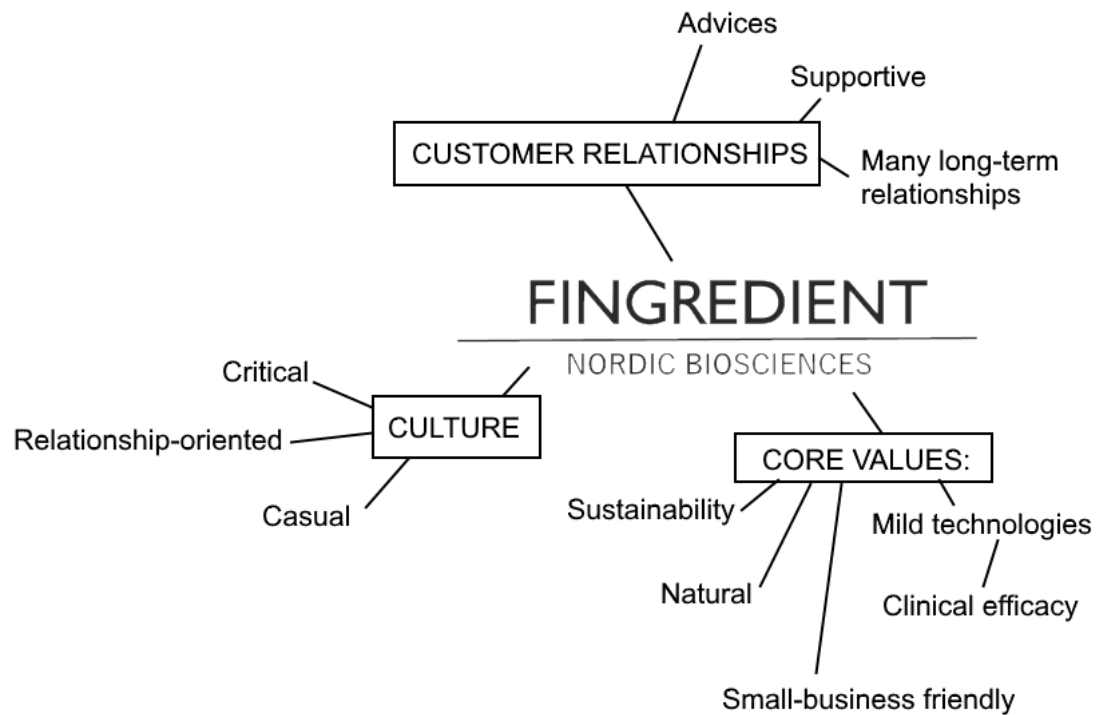 Advices
Supportive
CUSTOMER RELATIONSHIPS
Many long-term
relationships
FINGREDIENT
NORDIC BIOSCIENCES
Critical
Relationship-oriented
CULTURE
Casual
CORE VALUES:
Sustainability
Mild technologies
Natural
Clinical efficacy
Small-business friendly